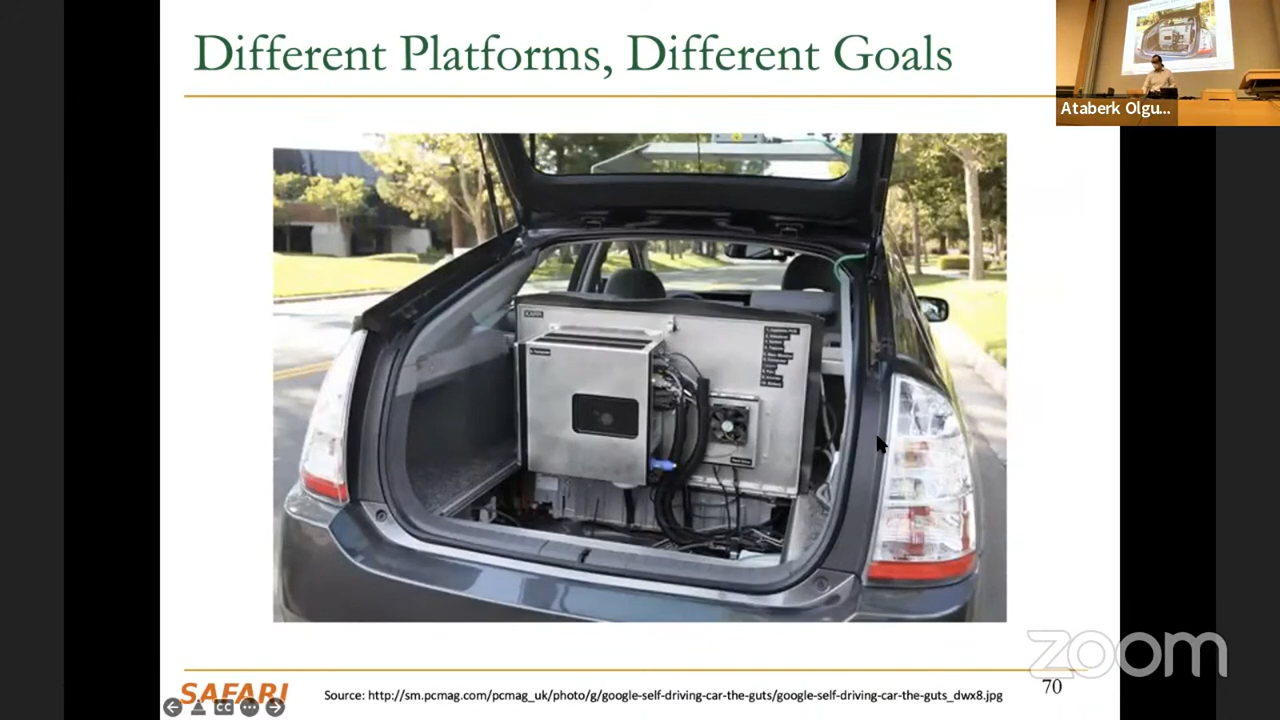 Different Platforms, Different Goals
Ataberk Olgu...
SAFARI
Source: http://sm.pcmag.com/pcmag_uk/photo/g/google-self-driving-car-the-guts/google-self-driving-car-the-guts_dwx8.jpg
70
zoom
CC